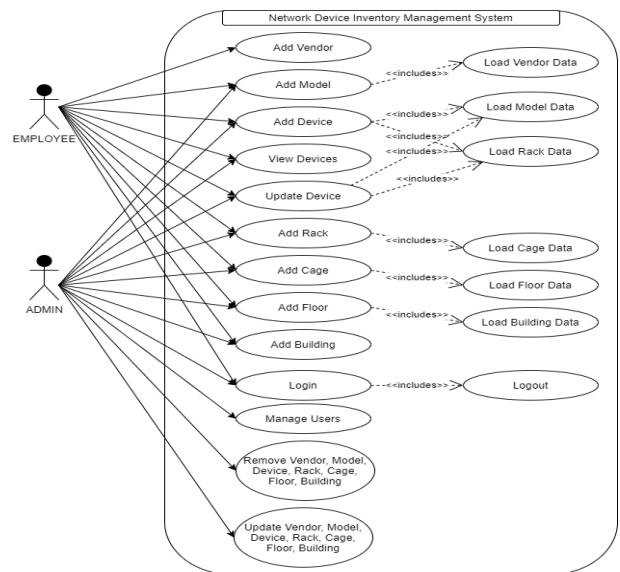 Network Device Inventory Management System
Add Vendor
Load Vendor Data
<<includes>>
Add Model
EMPLOYEE
Load Model Data
<<includes>>
Add Device
<<includes>>
Load Rack Data
<<includes>>
View Devices
<<includes>>
Update Device
Add Rack
<<includes>>
Load Cage Data
Add Cage
<<includes>>
Load Floor Data
ADMIN
Add Floor
<<includes>>
Load Building Data
Add Building
Login
<<includes>>
Logout
Manage Users
Remove Vendor, Model,
Device, Rack, Cage,
Floor, Building
Update Vendor, Model,
Device, Rack, Cage,
Floor, Building